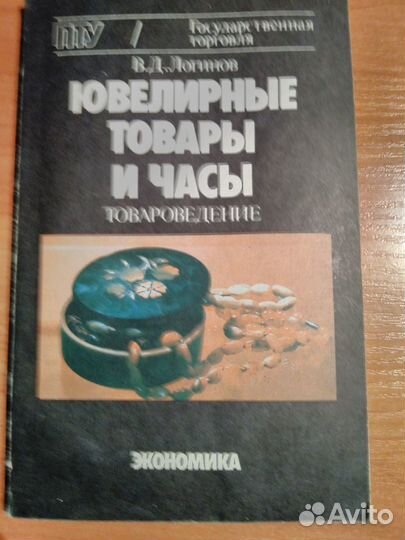 ПТУ / Государственная
торговля
В.Д. Логинов
ЮВЕЛИРНЫЕ
ТОВАРЫ
И ЧАСЫ
ТОВАРОВЕДЕНИЕ
ЭКОНОМИКА
Avito